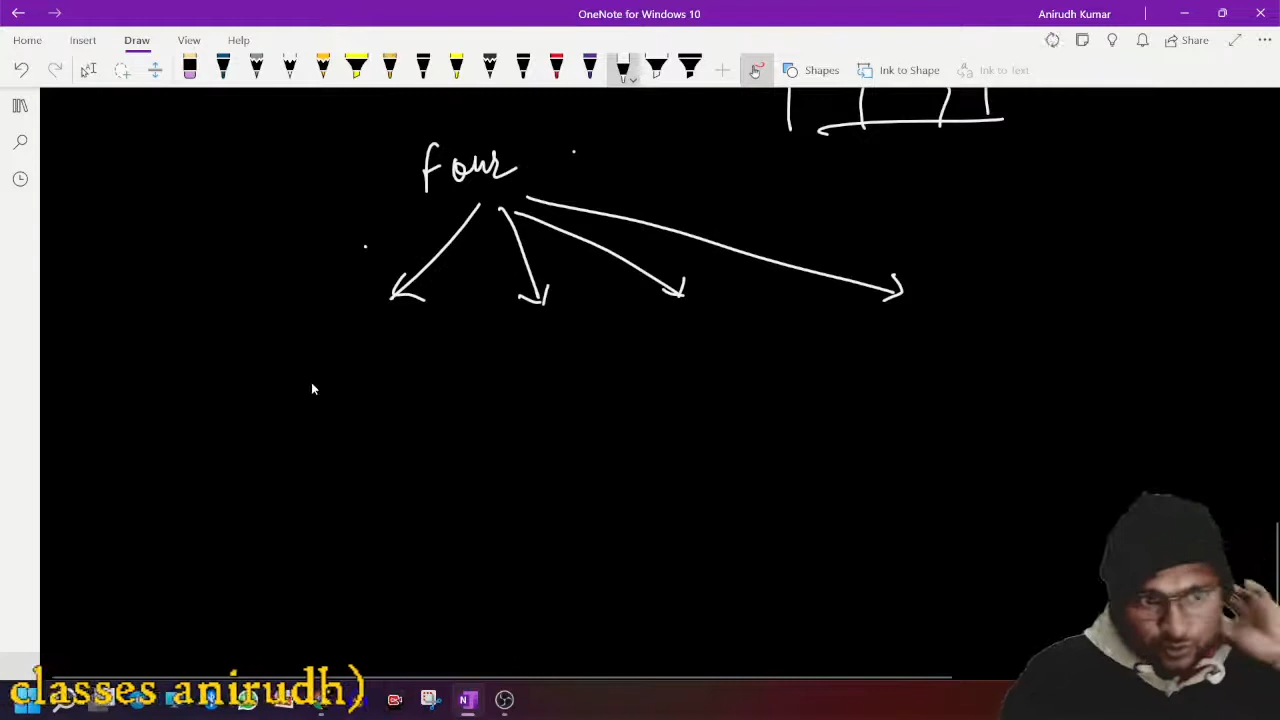 OneNote for Windows 10
Anirudh Kumar
Home Insert Draw View Help
Share
Shapes Ink to Shape Ink to Text
four
classes anirudh)